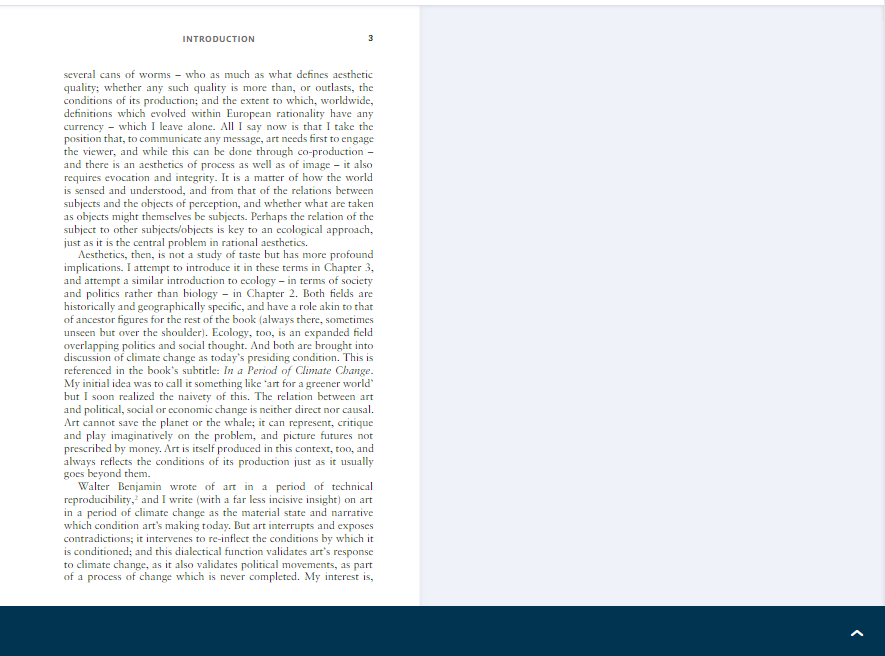 INTRODUCTION 3
several cans of worms – who as much as what defines aesthetic
quality; whether any such quality is more than, or outlasts, the
conditions of its production; and the extent to which, worldwide,
definitions which evolved within European rationality have any
currency – which I leave alone. All I say now is that I take the
position that, to communicate any message, art needs first to engage
the viewer, and while this can be done through co-production –
and there is an aesthetics of process as well as of image – it also
requires evocation and integrity. It is a matter of how the world
is sensed and understood, and from that of the relations between
subjects and the objects of perception, and whether what are taken
as objects might themselves be subjects. Perhaps the relation of the
subject to other subjects/objects is key to an ecological approach,
just as it is the central problem in rational aesthetics.
Aesthetics, then, is not a study of taste but has more profound
implications. I attempt to introduce it in these terms in Chapter 3,
and attempt a similar introduction to ecology – in terms of society
and politics rather than biology – in Chapter 2. Both fields are
historically and geographically specific, and have a role akin to that
of ancestor figures for the rest of the book (always there, sometimes
unseen but over the shoulder). Ecology, too, is an expanded field
overlapping politics and social thought. And both are brought into
discussion of climate change as today's presiding condition. This is
referenced in the book's subtitle: In a Period of Climate Change.
My initial idea was to call it something like 'art for a greener world'
but I soon realized the naivety of this. The relation between art
and political, social or economic change is neither direct nor causal.
Art cannot save the planet or the whale; it can represent, critique
and play imaginatively on the problem, and picture futures not
prescribed by money. Art is itself produced in this context, too, and
always reflects the conditions of its production just as it usually
goes beyond them.
Walter Benjamin wrote of art in a period of technical
reproducibility,² and I write (with a far less incisive insight) on art
in a period of climate change as the material state and narrative
which condition art's making today. But art interrupts and exposes
contradictions; it intervenes to re-inflect the conditions by which it
is conditioned; and this dialectical function validates art's response
to climate change, as it also validates political movements, as part
of a process of change which is never completed. My interest is,